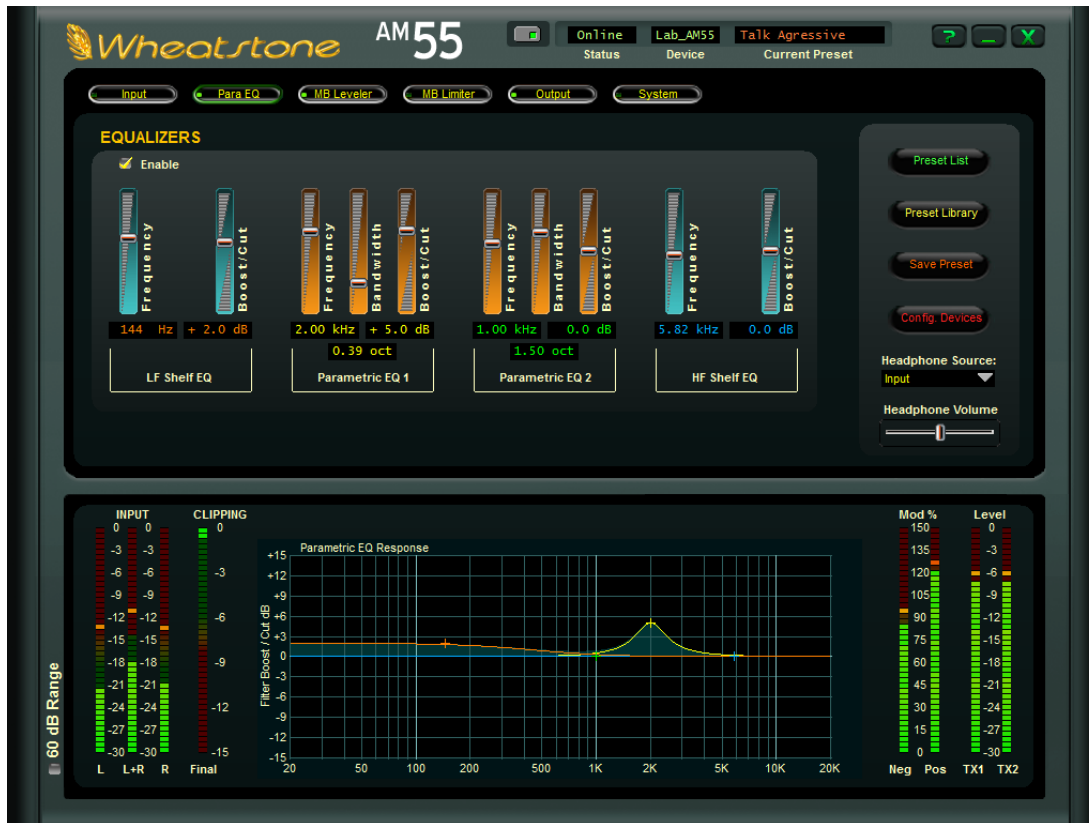 Wheatstone AM55
Online Lab_AM55 Talk Agressive
Status Device Current Preset
? _ X
Input Para EQ MB Leveler MB Limiter Output System
EQUALIZERS
Enable
Frequency Boost/Cut Frequency Bandwidth Boost/Cut Frequency Bandwidth Boost/Cut Frequency Boost/Cut
144 Hz + 2.0 dB 2.00 kHz + 5.0 dB 1.00 kHz 0.0 dB 5.82 kHz 0.0 dB
0.39 oct 1.50 oct
LF Shelf EQ Parametric EQ 1 Parametric EQ 2 HF Shelf EQ
Preset List
Preset Library
Save Preset
Config. Devices
Headphone Source:
Input
Headphone Volume
60 dB Range
INPUT
0 0
-3 -3
-6 -6
-9 -9
-12 -12
-15 -15
-18 -18
-21 -21
-24 -24
-27 -27
-30 -30
L L+R R
CLIPPING
0
-3
-6
-9
-12
-15
Final
Parametric EQ Response
Filter Boost / Cut dB
+15
+12
+9
+6
+3
0
-3
-6
-9
-12
-15
20 50 100 200 500 1K 2K 5K 10K 20K
Mod %
150
135
120
105
90
75
60
45
30
15
0
Neg Pos
Level
0
-3
-6
-9
-12
-15
-18
-21
-24
-27
-30
TX1 TX2